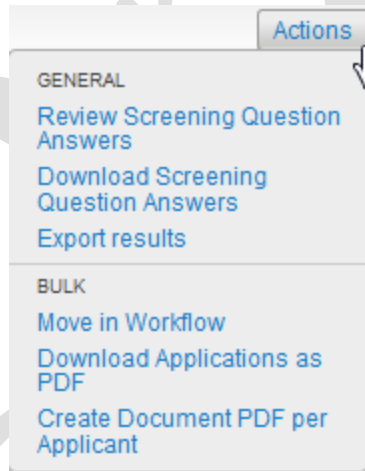 Actions
GENERAL
Review Screening Question
Answers
Download Screening
Question Answers
Export results
BULK
Move in Workflow
Download Applications as
PDF
Create Document PDF per
Applicant